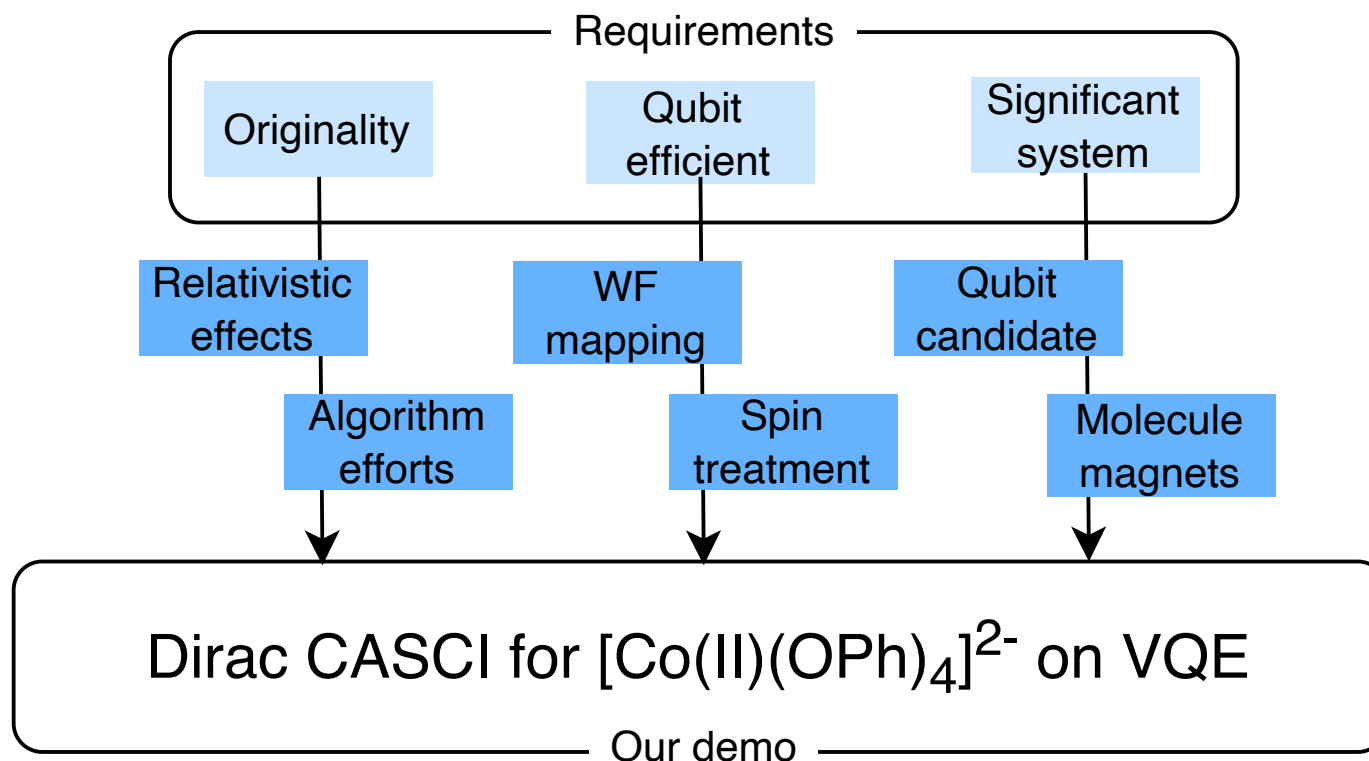 Requirements
Originality
Qubit
efficient
Significant
system
Relativistic
effects
WF
mapping
Qubit
candidate
Algorithm
efforts
Spin
treatment
Molecule
magnets
Dirac CASCI for [Co(II)(OPh)₄]²⁻ on VQE
Our demo